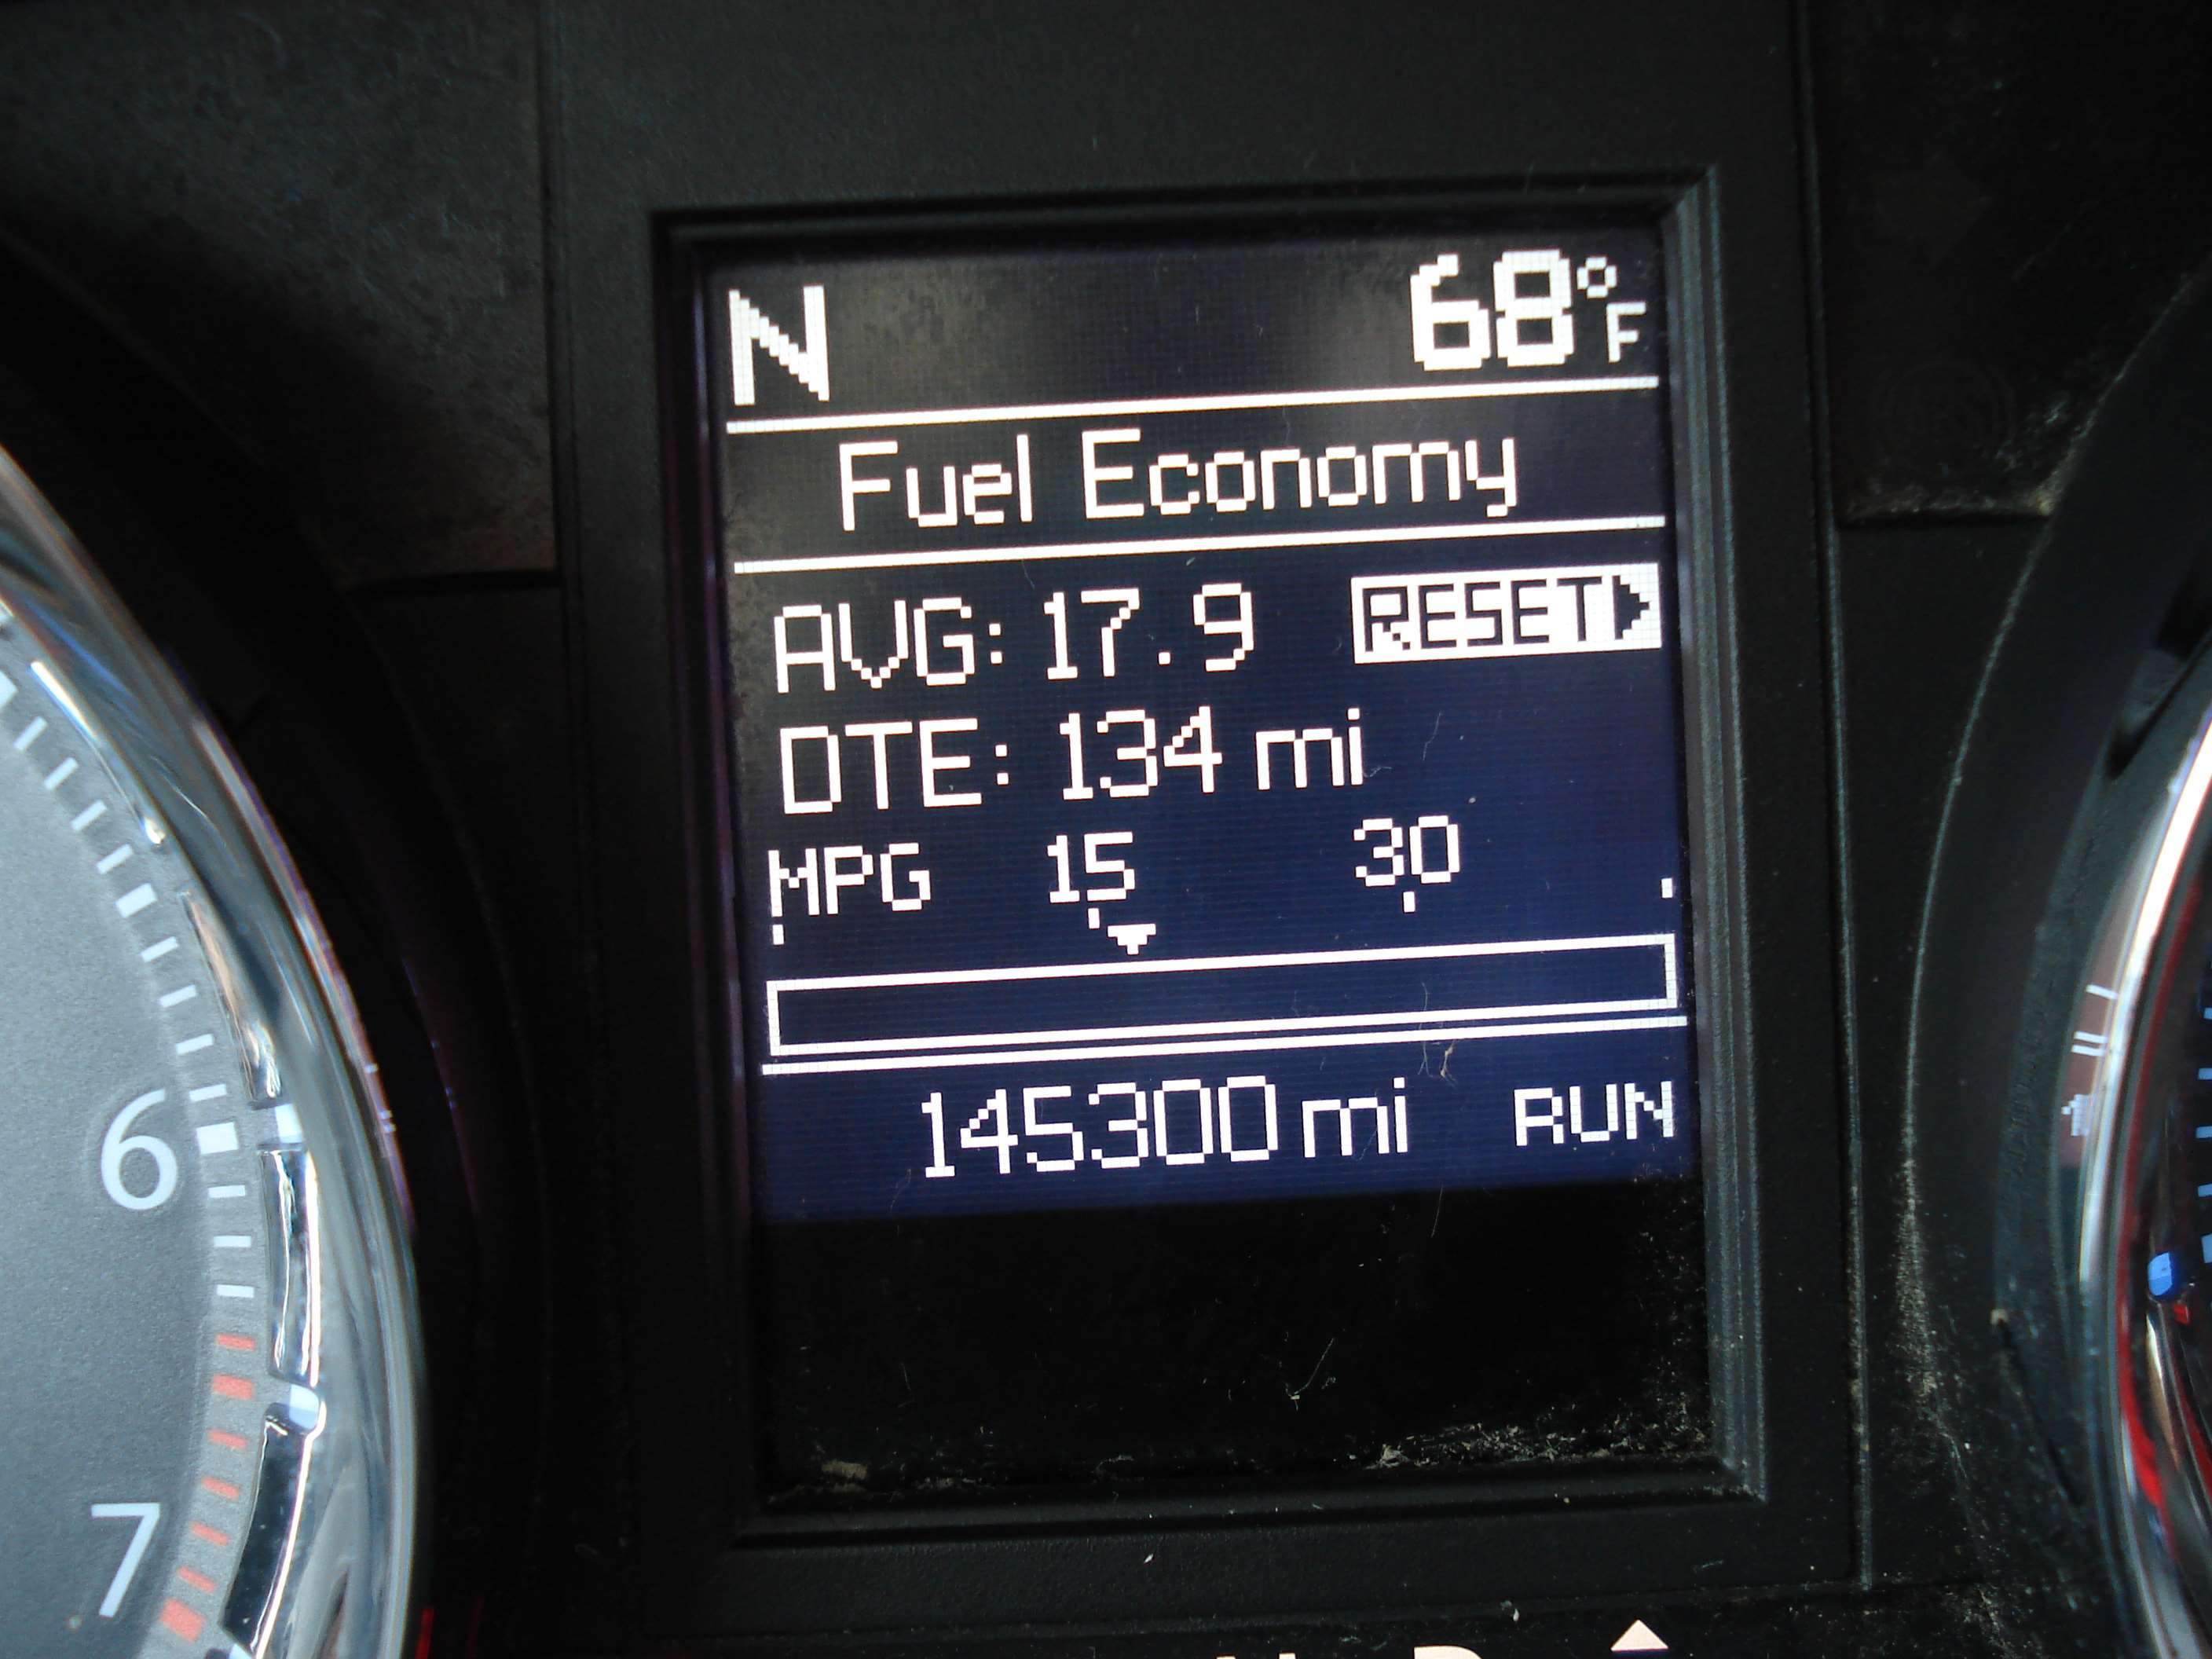 N 68°F
Fuel Economy
AVG: 17.9 RESET
DTE: 134 mi
MPG 15 30
145300 mi RUN
6
7